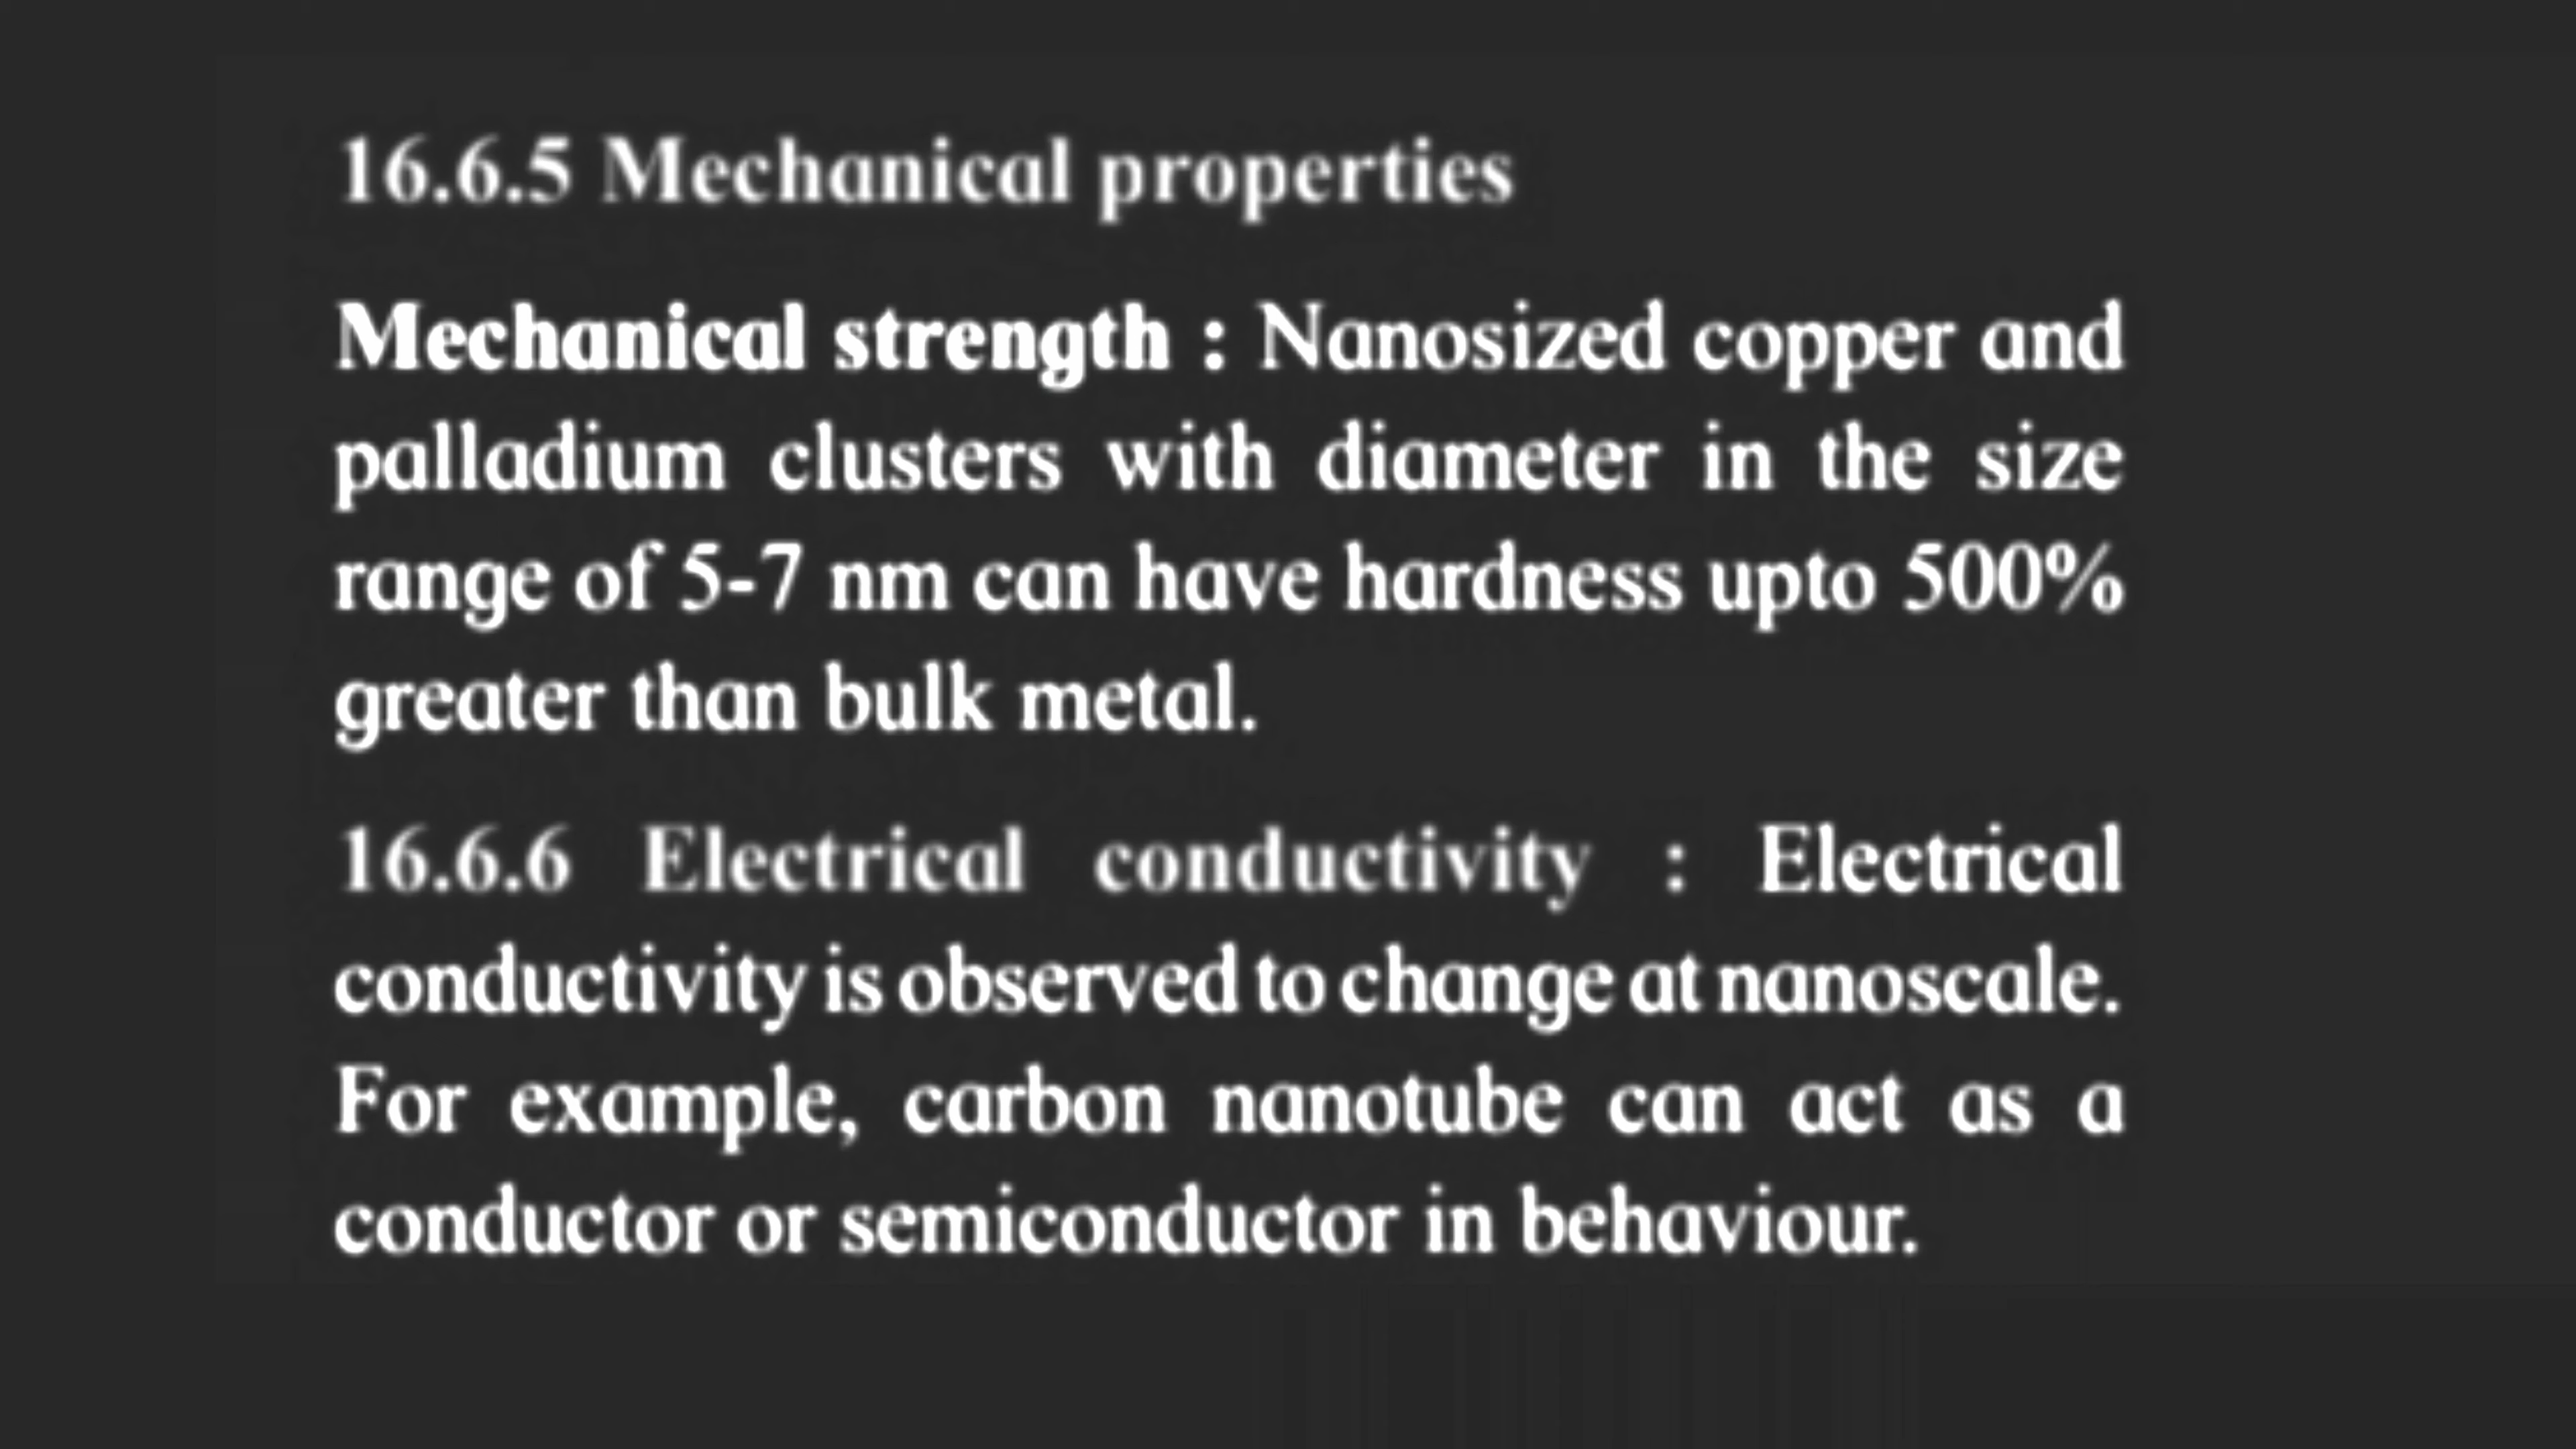 16.6.5 Mechanical properties
Mechanical strength : Nanosized copper and
palladium clusters with diameter in the size
range of 5-7 nm can have hardness upto 500%
greater than bulk metal.
16.6.6 Electrical conductivity : Electrical
conductivity is observed to change at nanoscale.
For example, carbon nanotube can act as a
conductor or semiconductor in behaviour.